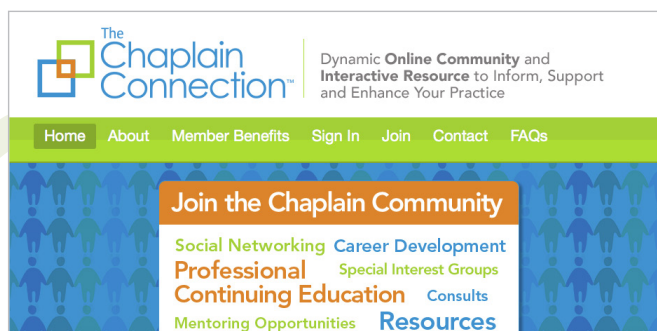 The
Chaplain
Connection™
Dynamic Online Community and
Interactive Resource to Inform, Support
and Enhance Your Practice
Home About Member Benefits Sign In Join Contact FAQs
Join the Chaplain Community
Social Networking Career Development
Professional Special Interest Groups
Continuing Education Consults
Mentoring Opportunities Resources